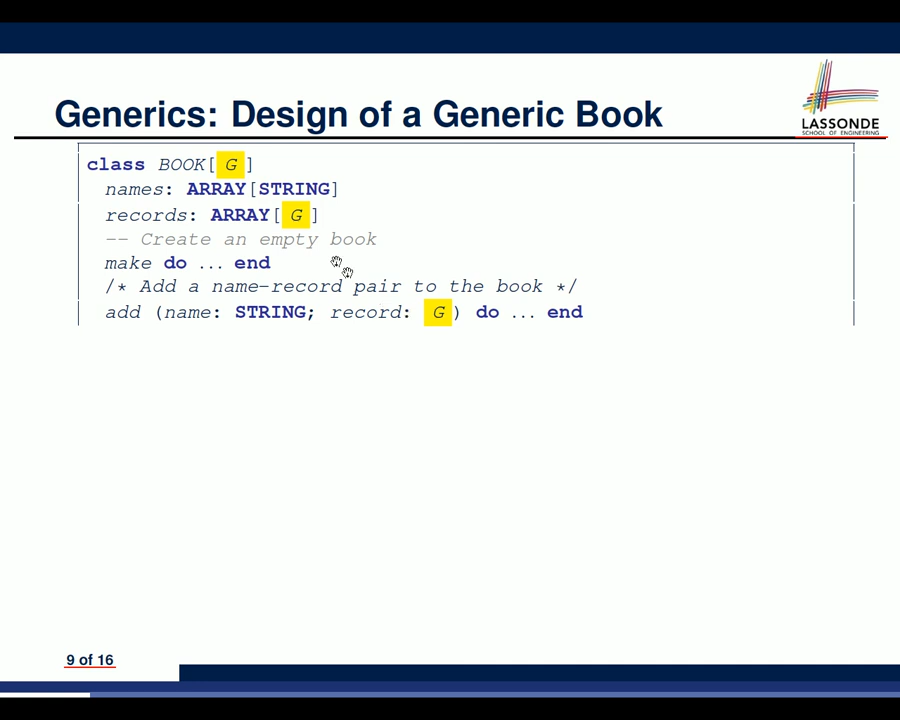 Generics: Design of a Generic Book
LASSONDE
SCHOOL OF ENGINEERING
class BOOK[ G ]
names: ARRAY[STRING]
records: ARRAY[ G ]
-- Create an empty book
make do ... end
/* Add a name-record pair to the book */
add (name: STRING; record: G ) do ... end
9 of 16